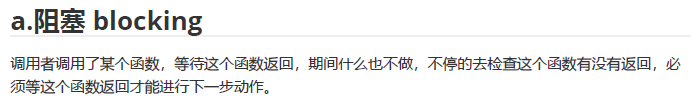 a.阻塞 blocking
调用者调用了某个函数，等待这个函数返回，期间什么也不做，不停的去检查这个函数有没有返回，必
须等这个函数返回才能进行下一步动作。